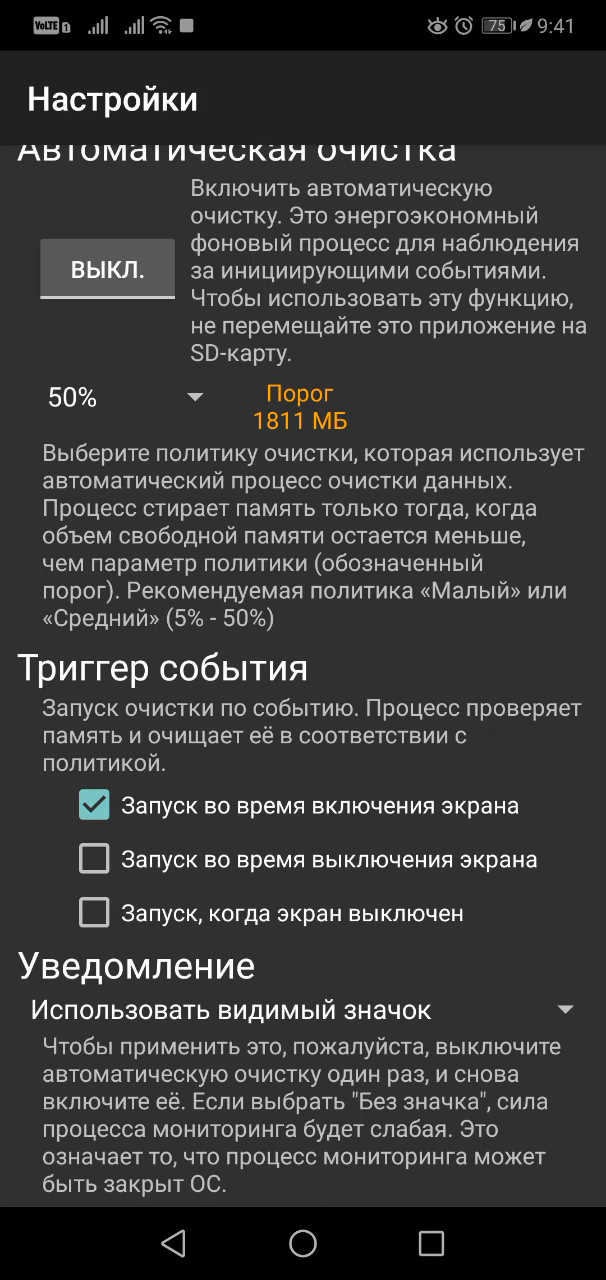 VoLTE 1
75 9:41
Настройки
Автоматическая очистка
Включить автоматическую
очистку. Это энергоэкономный
фоновый процесс для наблюдения
за инициирующими событиями.
Чтобы использовать эту функцию,
не перемещайте это приложение на
SD-карту.
ВЫКЛ.
50%
Порог
1811 МБ
Выберите политику очистки, которая использует
автоматический процесс очистки данных.
Процесс стирает память только тогда, когда
объем свободной памяти остается меньше,
чем параметр политики (обозначенный
порог). Рекомендуемая политика «Малый» или
«Средний» (5% - 50%)
Триггер события
Запуск очистки по событию. Процесс проверяет
память и очищает её в соответствии с
политикой.
Запуск во время включения экрана
Запуск во время выключения экрана
Запуск, когда экран выключен
Уведомление
Использовать видимый значок
Чтобы применить это, пожалуйста, выключите
автоматическую очистку один раз, и снова
включите её. Если выбрать "Без значка", сила
процесса мониторинга будет слабая. Это
означает то, что процесс мониторинга может
быть закрыт ОС.